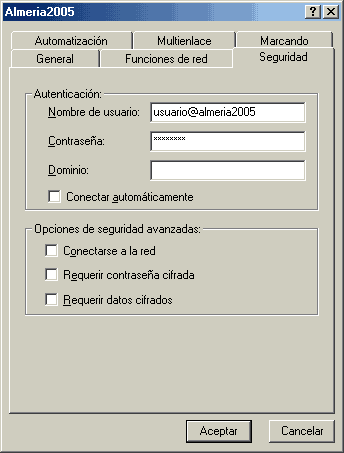 Almeria2005
Automatización Multienlace Marcando
General Funciones de red Seguridad
Autenticación:
Nombre de usuario: usuario@almeria2005
Contraseña: ××××××××
Dominio:
Conectar automáticamente
Opciones de seguridad avanzadas:
Conectarse a la red
Requerir contraseña cifrada
Requerir datos cifrados
Aceptar Cancelar